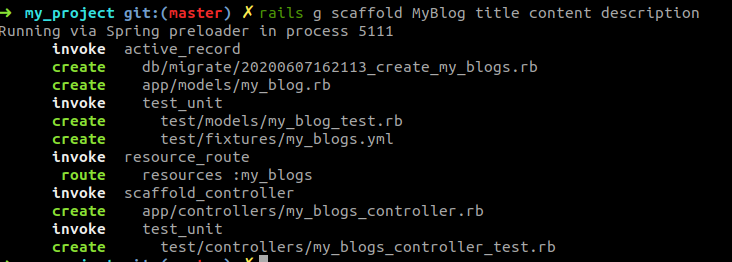 → my_project git:(master) ✗ rails g scaffold MyBlog title content description
Running via Spring preloader in process 5111
invoke active_record
create db/migrate/20200607162113_create_my_blogs.rb
create app/models/my_blog.rb
invoke test_unit
create test/models/my_blog_test.rb
create test/fixtures/my_blogs.yml
invoke resource_route
route resources :my_blogs
invoke scaffold_controller
create app/controllers/my_blogs_controller.rb
invoke test_unit
create test/controllers/my_blogs_controller_test.rb